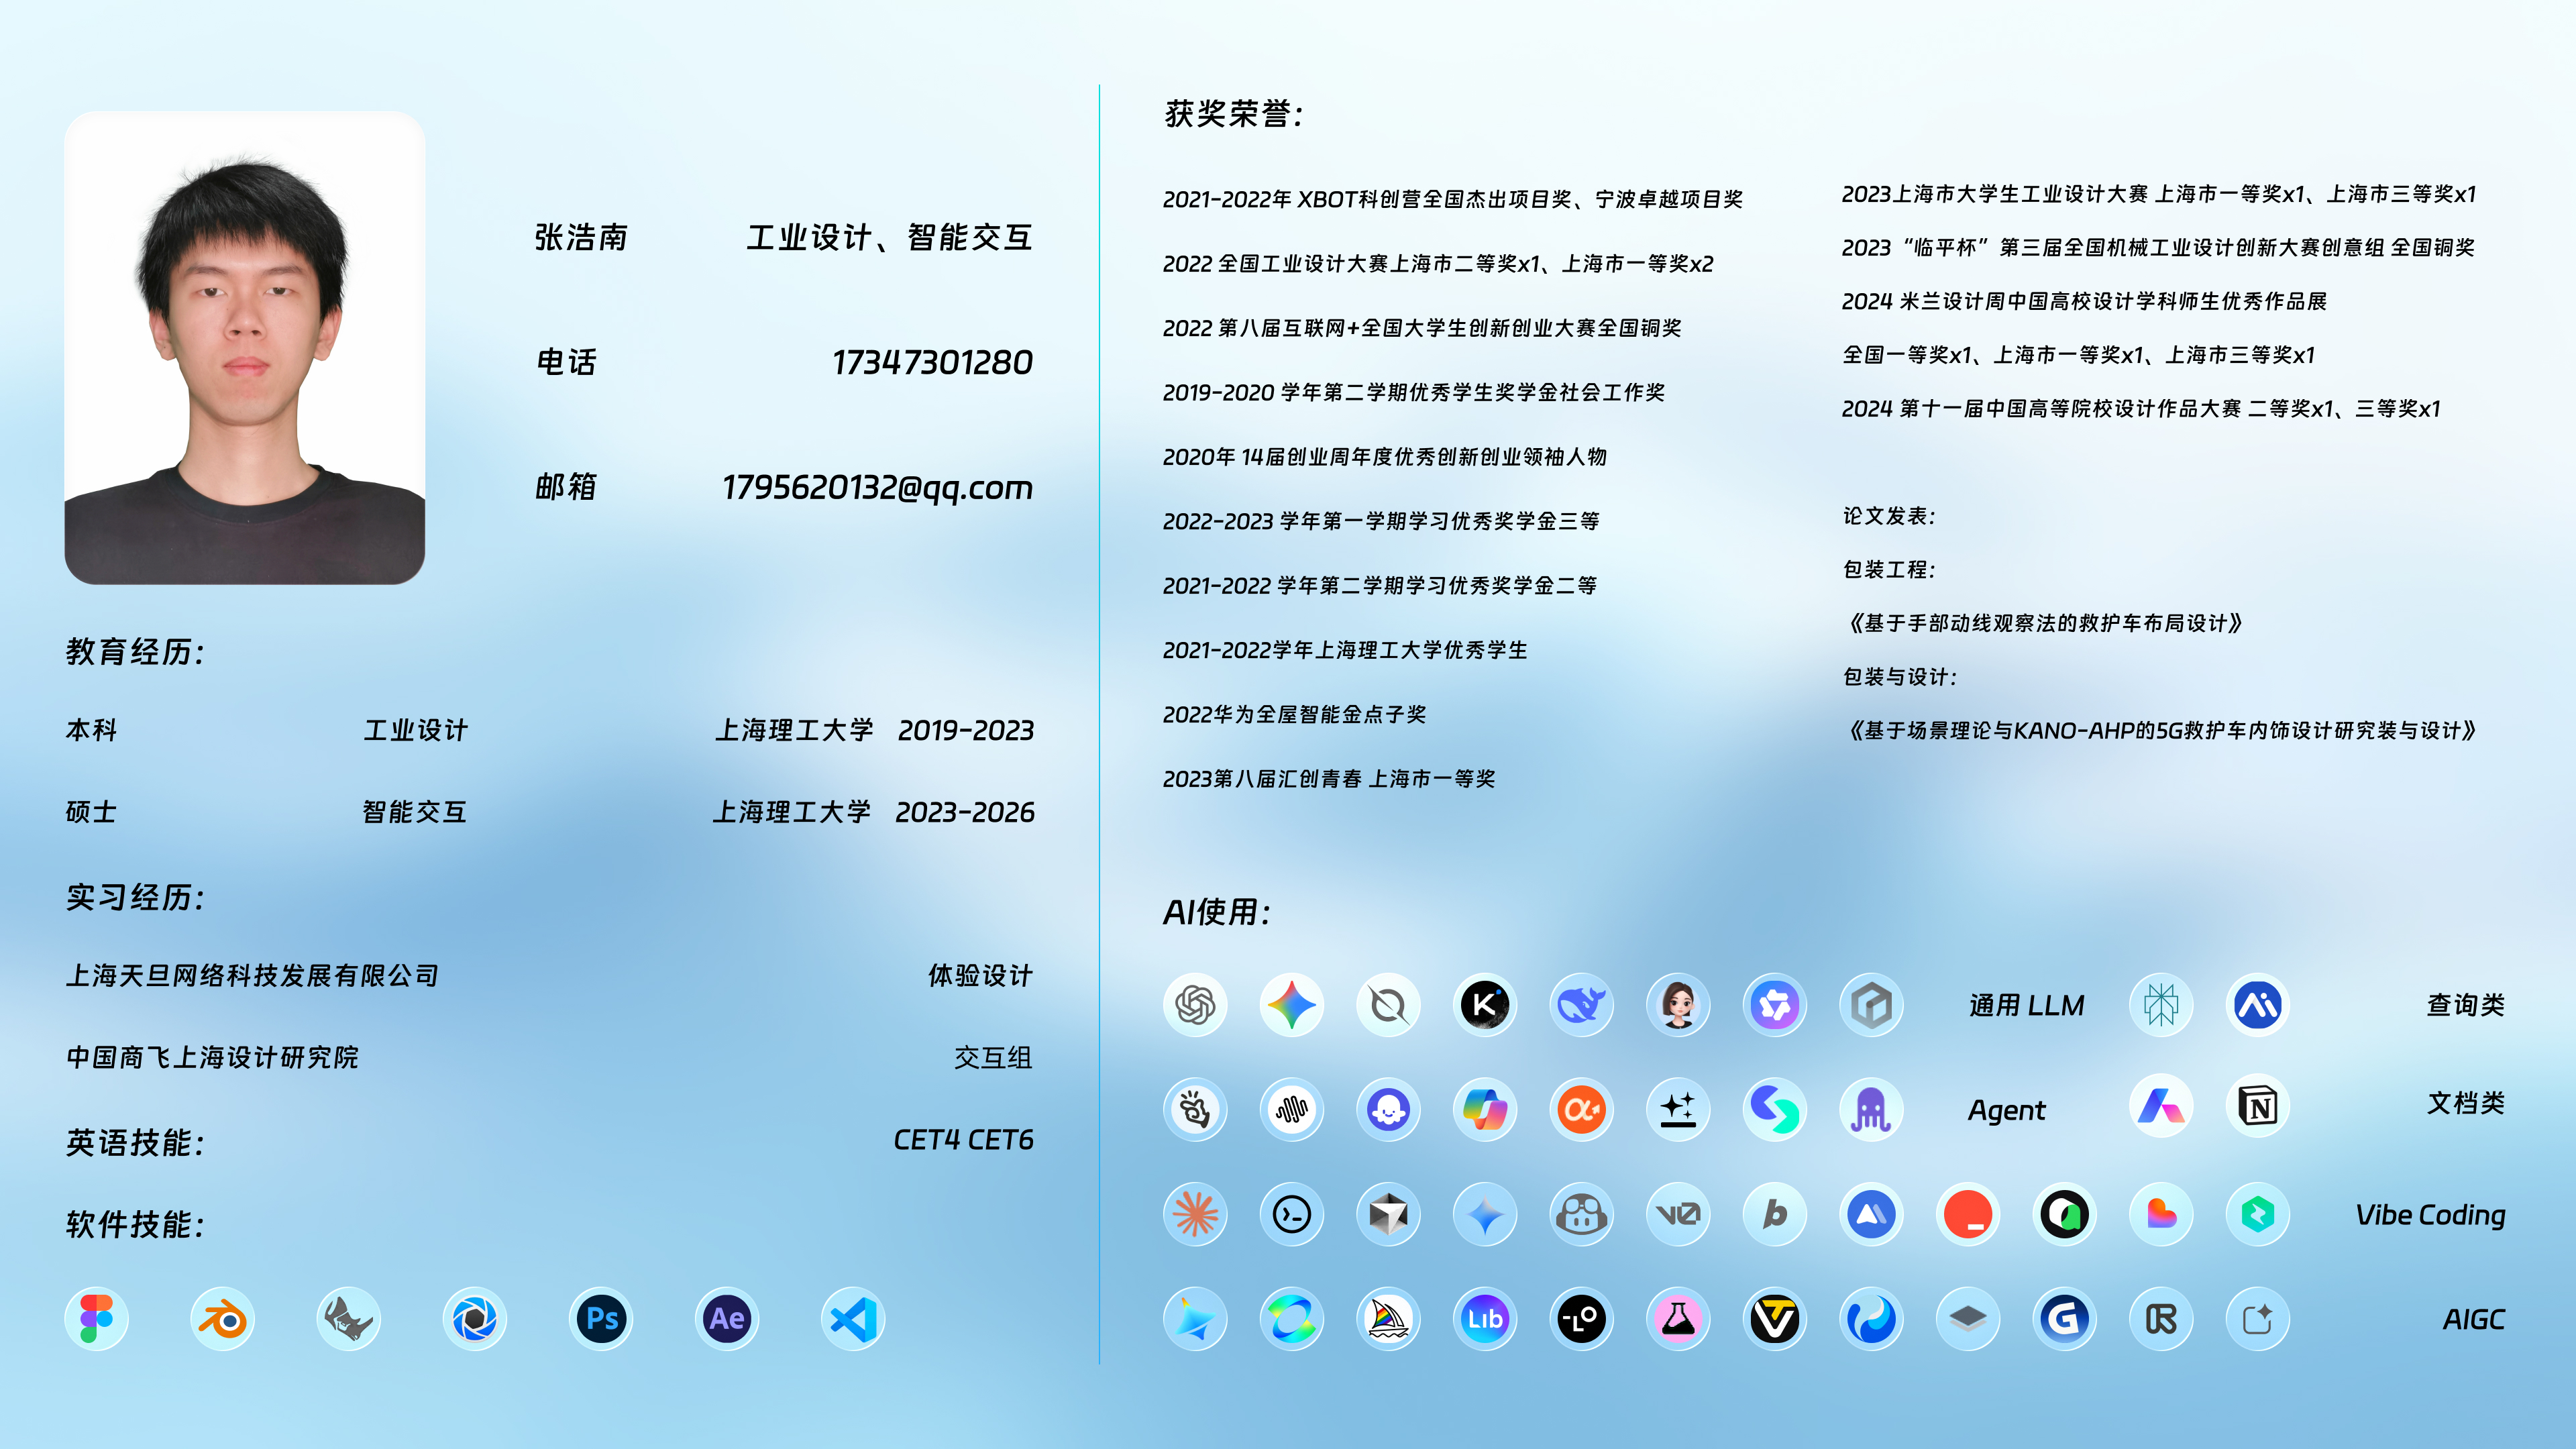 张浩南 工业设计、智能交互
电话 17347301280
邮箱 1795620132@qq.com
教育经历：
本科 工业设计 上海理工大学 2019-2023
硕士 智能交互 上海理工大学 2023-2026
实习经历：
上海天旦网络科技发展有限公司 体验设计
中国商飞上海设计研究院 交互组
英语技能： CET4 CET6
软件技能：
Ps Ae
获奖荣誉：
2021-2022年 XBOT科创营全国杰出项目奖、宁波卓越项目奖
2022 全国工业设计大赛上海市二等奖x1、上海市一等奖x2
2022 第八届互联网+全国大学生创新创业大赛全国铜奖
2019-2020 学年第二学期优秀学生奖学金社会工作奖
2020年 14届创业周年度优秀创新创业领袖人物
2022-2023 学年第一学期学习优秀奖学金三等
2021-2022 学年第二学期学习优秀奖学金二等
2021-2022学年上海理工大学优秀学生
2022华为全屋智能金点子奖
2023第八届汇创青春 上海市一等奖
2023上海市大学生工业设计大赛 上海市一等奖x1、上海市三等奖x1
2023“临平杯”第三届全国机械工业设计创新大赛创意组 全国铜奖
2024 米兰设计周中国高校设计学科师生优秀作品展
全国一等奖x1、上海市一等奖x1、上海市三等奖x1
2024 第十一届中国高等院校设计作品大赛 二等奖x1、三等奖x1
论文发表：
包装工程：
《基于手部动线观察法的救护车布局设计》
包装与设计：
《基于场景理论与KANO-AHP的5G救护车内饰设计研究装与设计》
AI使用：
K 通用 LLM Ai 查询类
Agent N 文档类
v0 b Vibe Coding
Lib G R AIGC